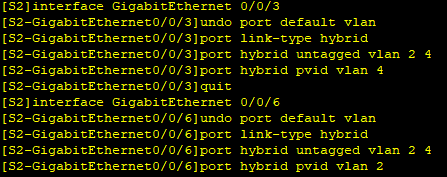 [S2]interface GigabitEthernet 0/0/3
[S2-GigabitEthernet0/0/3]undo port default vlan
[S2-GigabitEthernet0/0/3]port link-type hybrid
[S2-GigabitEthernet0/0/3]port hybrid untagged vlan 2 4
[S2-GigabitEthernet0/0/3]port hybrid pvid vlan 4
[S2-GigabitEthernet0/0/3]quit
[S2]interface GigabitEthernet 0/0/6
[S2-GigabitEthernet0/0/6]undo port default vlan
[S2-GigabitEthernet0/0/6]port link-type hybrid
[S2-GigabitEthernet0/0/6]port hybrid untagged vlan 2 4
[S2-GigabitEthernet0/0/6]port hybrid pvid vlan 2